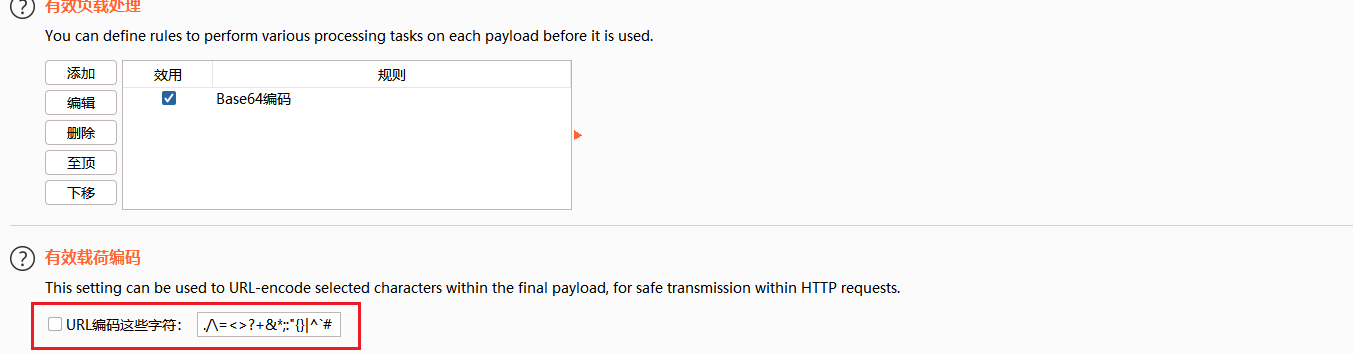 有效负载处理
You can define rules to perform various processing tasks on each payload before it is used.
添加
编辑
删除
至顶
下移
效用 规则
Base64编码
有效载荷编码
This setting can be used to URL-encode selected characters within the final payload, for safe transmission within HTTP requests.
URL编码这些字符： ./\=<>?+&*;:"{}|^`#